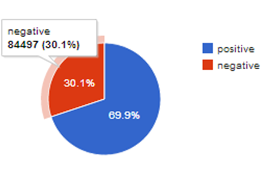 negative
84497 (30.1%)
positive
negative
30.1%
69.9%